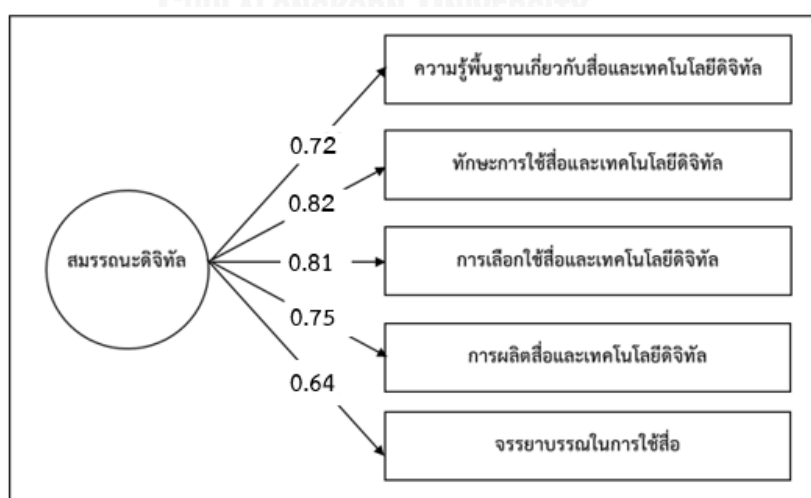 ความรู้พื้นฐานเกี่ยวกับสื่อและเทคโนโลยีดิจิทัล
0.72
ทักษะการใช้สื่อและเทคโนโลยีดิจิทัล
0.82
สมรรถนะดิจิทัล
0.81
การเลือกใช้สื่อและเทคโนโลยีดิจิทัล
0.75
การผลิตสื่อและเทคโนโลยีดิจิทัล
0.64
จรรยาบรรณในการใช้สื่อ